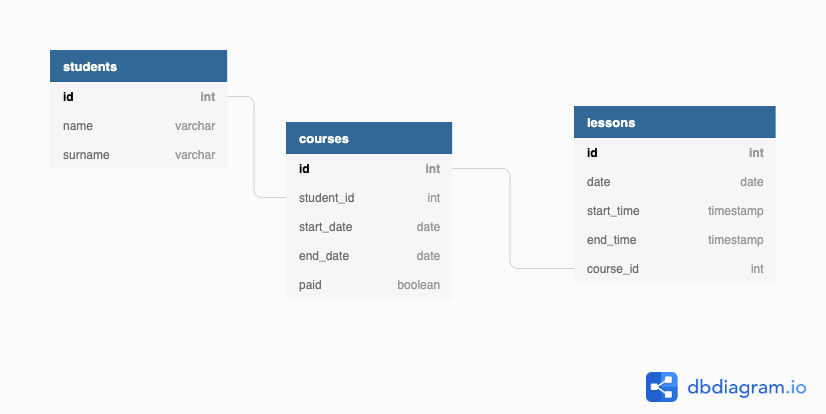 students
id int
name varchar
surname varchar
courses
id int
student_id int
start_date date
end_date date
paid boolean
lessons
id int
date date
start_time timestamp
end_time timestamp
course_id int
dbdiagram.io